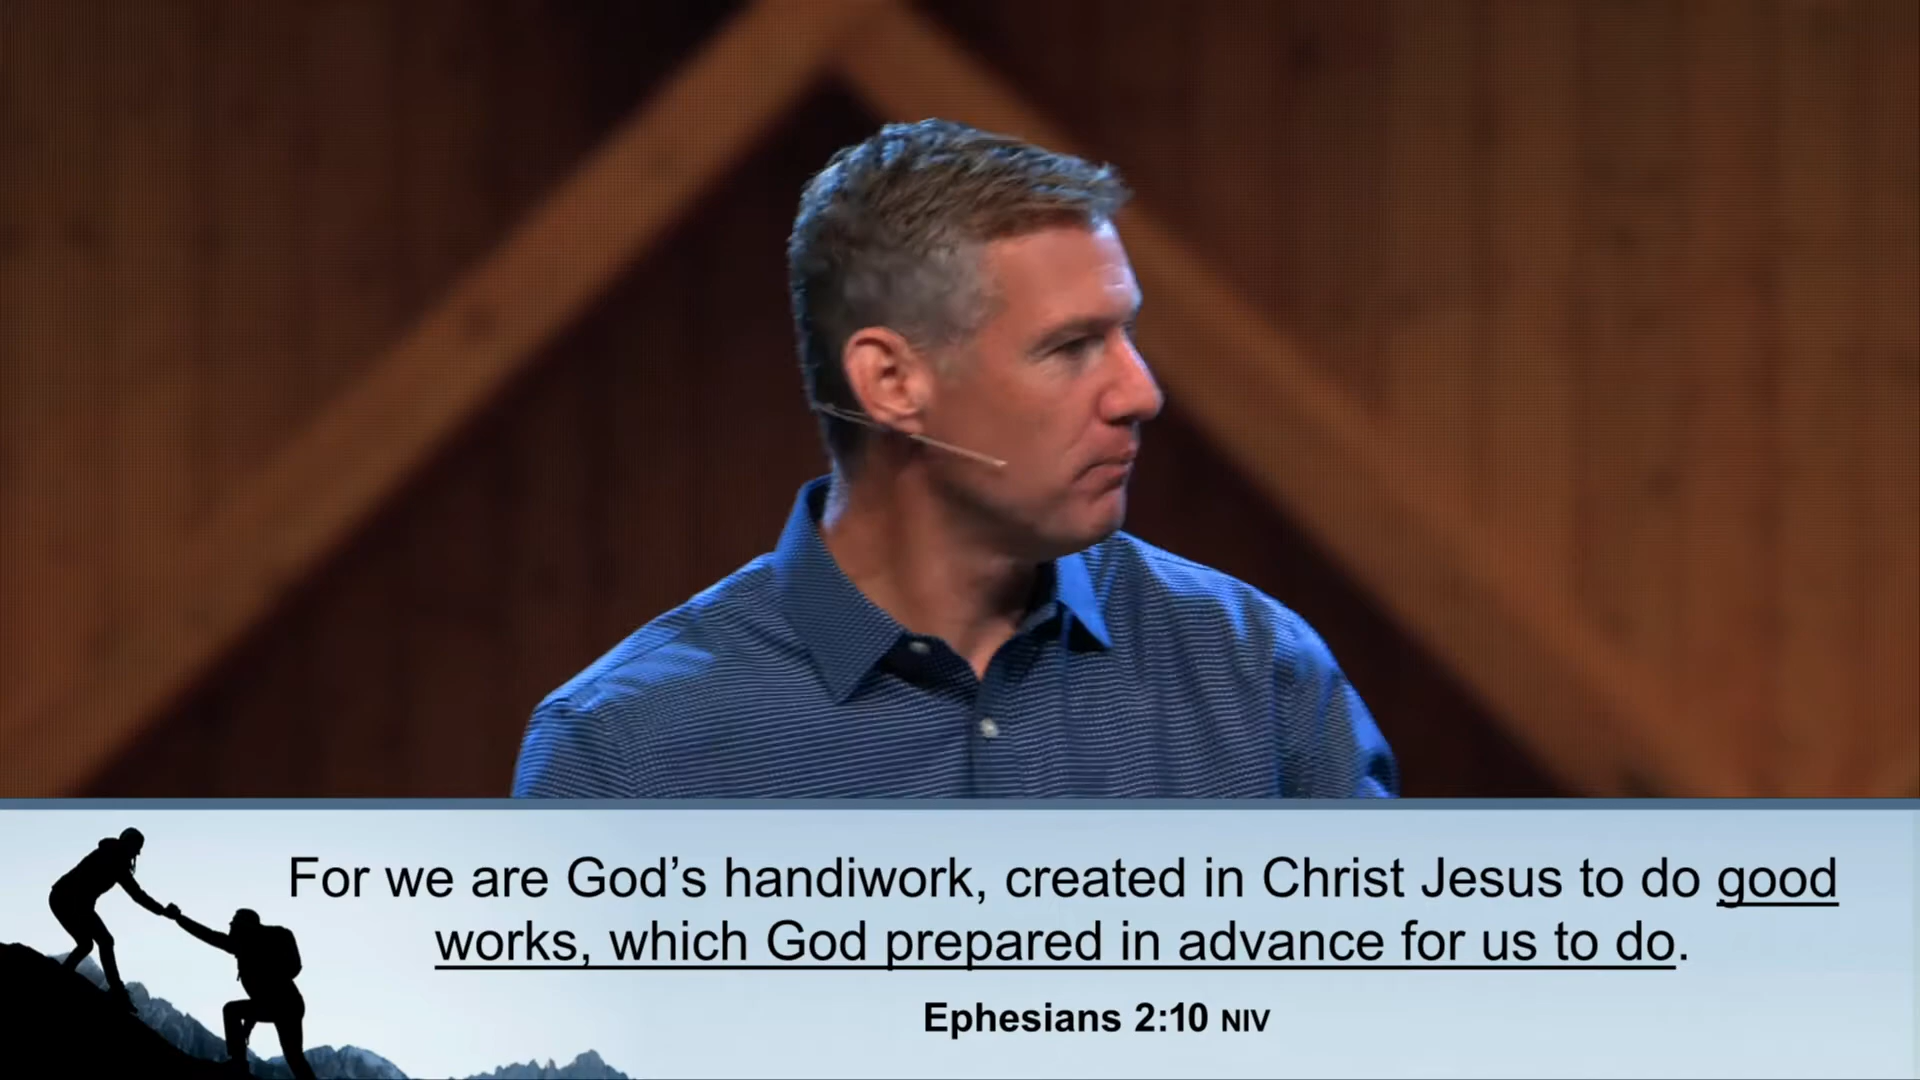 For we are God’s handiwork, created in Christ Jesus to do good
works, which God prepared in advance for us to do.
Ephesians 2:10 NIV